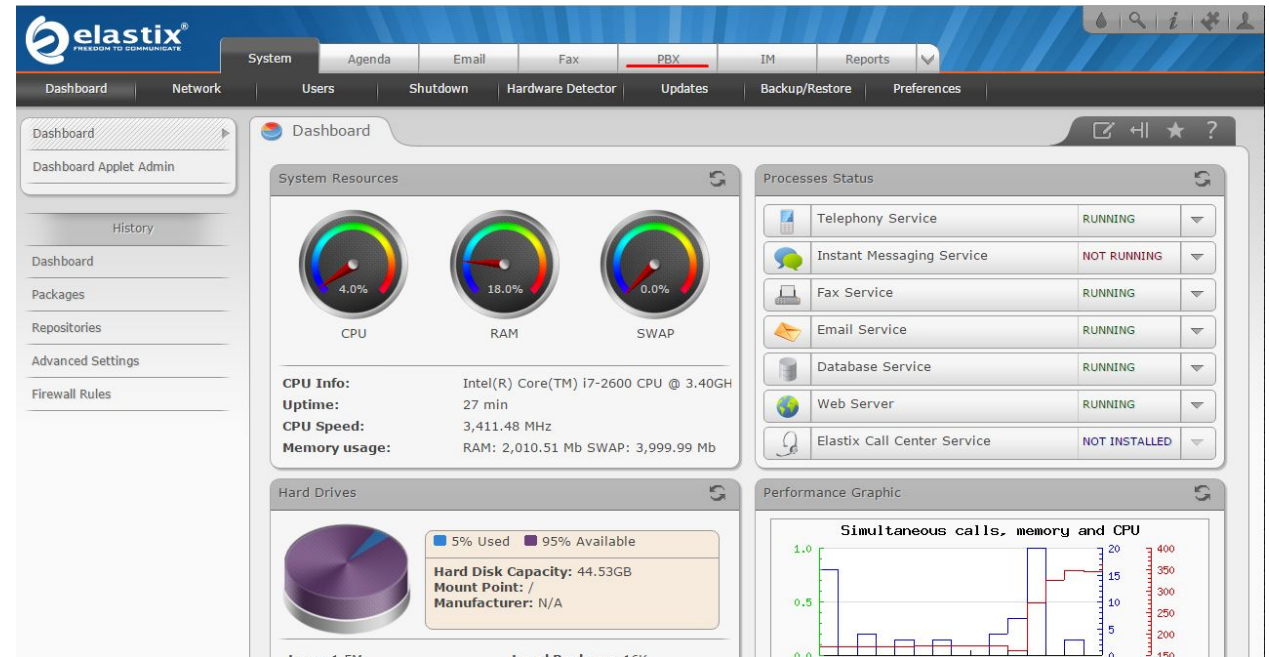 elastix®
FREEDOM TO COMMUNICATE
System Agenda Email Fax PBX IM Reports
Dashboard Network Users Shutdown Hardware Detector Updates Backup/Restore Preferences
Dashboard
Dashboard Applet Admin
History
Dashboard
Packages
Repositories
Advanced Settings
Firewall Rules
Dashboard
?
System Resources
4.0%
18.0%
0.0%
CPU
RAM
SWAP
CPU Info: Intel(R) Core(TM) i7-2600 CPU @ 3.40GH
Uptime: 27 min
CPU Speed: 3,411.48 MHz
Memory usage: RAM: 2,010.51 Mb SWAP: 3,999.99 Mb
Processes Status
Telephony Service RUNNING
Instant Messaging Service NOT RUNNING
Fax Service RUNNING
Email Service RUNNING
Database Service RUNNING
Web Server RUNNING
Elastix Call Center Service NOT INSTALLED
Hard Drives
5% Used 95% Available
Hard Disk Capacity: 44.53GB
Mount Point: /
Manufacturer: N/A
Performance Graphic
Simultaneous calls, memory and CPU
1.0 20 400
15 350
300
0.5 10 250
5 200
0.0 0 150